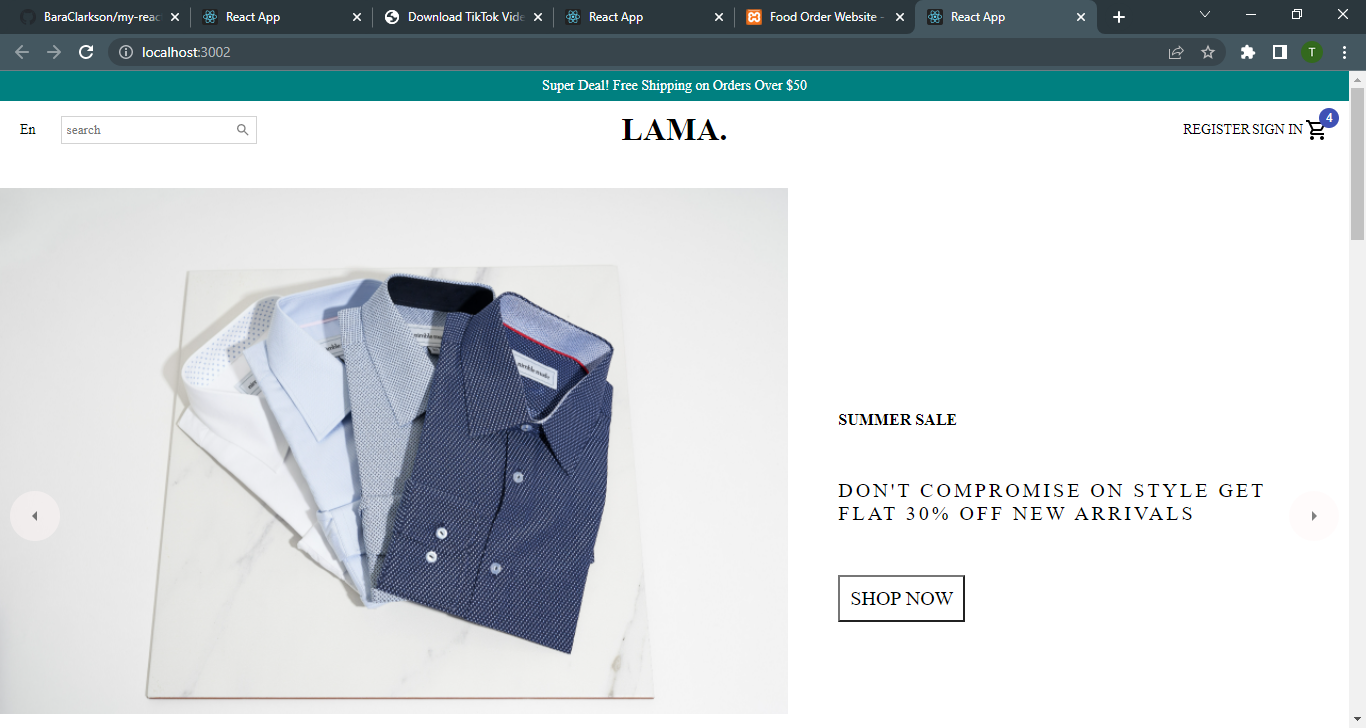 BaraClarkson/my-reac
React App
Download TikTok Vide
React App
Food Order Website -
React App
localhost:3002
T
Super Deal! Free Shipping on Orders Over $50
En
search
LAMA.
REGISTER SIGN IN
4
SUMMER SALE
DON'T COMPROMISE ON STYLE GET
FLAT 30% OFF NEW ARRIVALS
SHOP NOW